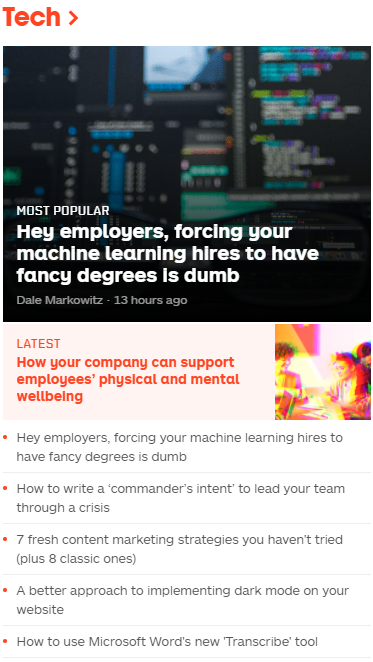 Tech >
MOST POPULAR
Hey employers, forcing your
machine learning hires to have
fancy degrees is dumb
Dale Markowitz · 13 hours ago
LATEST
How your company can support
employees’ physical and mental
wellbeing
• Hey employers, forcing your machine learning hires to
have fancy degrees is dumb
• How to write a ‘commander’s intent’ to lead your team
through a crisis
• 7 fresh content marketing strategies you haven’t tried
(plus 8 classic ones)
• A better approach to implementing dark mode on your
website
• How to use Microsoft Word’s new ‘Transcribe’ tool